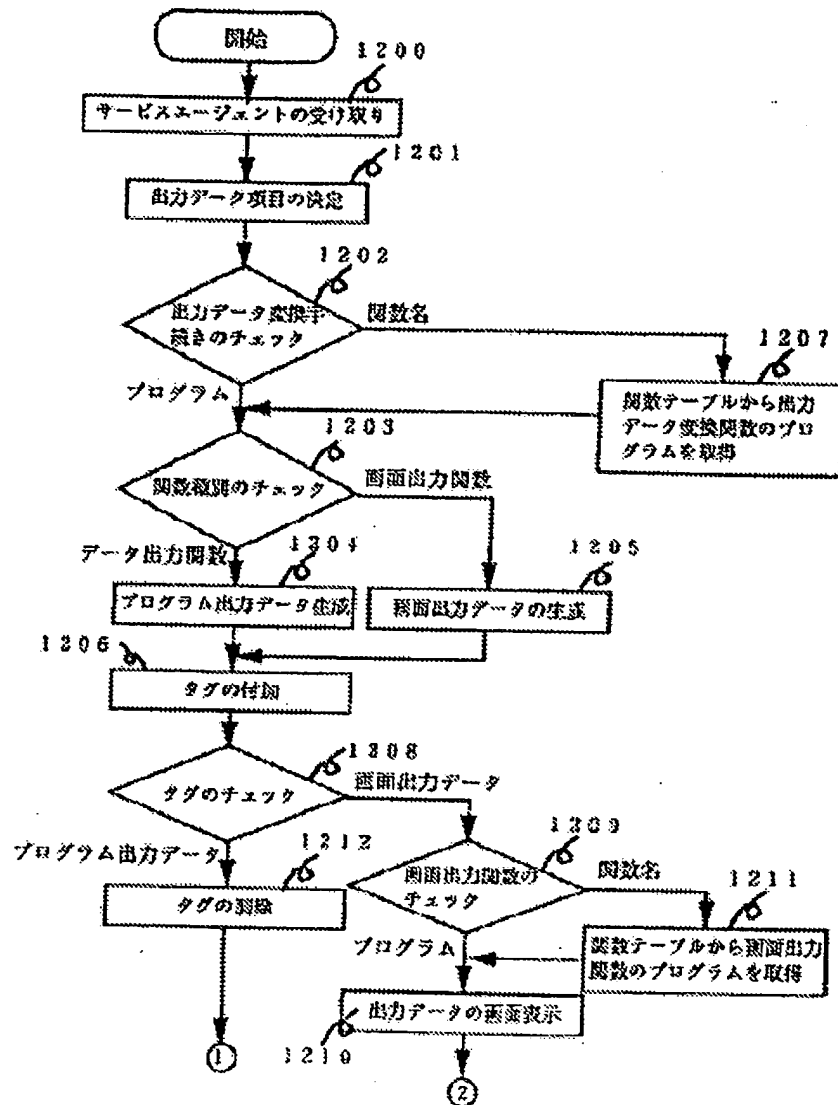 開始
1200
サービスエージェントの受け取り
1201
出力データ項目の決定
1202
出力データ変換手
続きのチェック
関数名
1207
プログラム
関数テーブルから出力
データ変換関数のプロ
グラムを取得
1203
関数種別のチェック
画面出力関数
データ出力関数
1204
1205
プログラム出力データ生成
画面出力データの生成
1206
タグの付加
1208
タグのチェック
画面出力データ
1209
プログラム出力データ
1212
画面出力関数の
チェック
関数名
1211
タグの削除
プログラム
関数テーブルから画面出力
関数のプログラムを取得
出力データの画面表示
1210
①
②